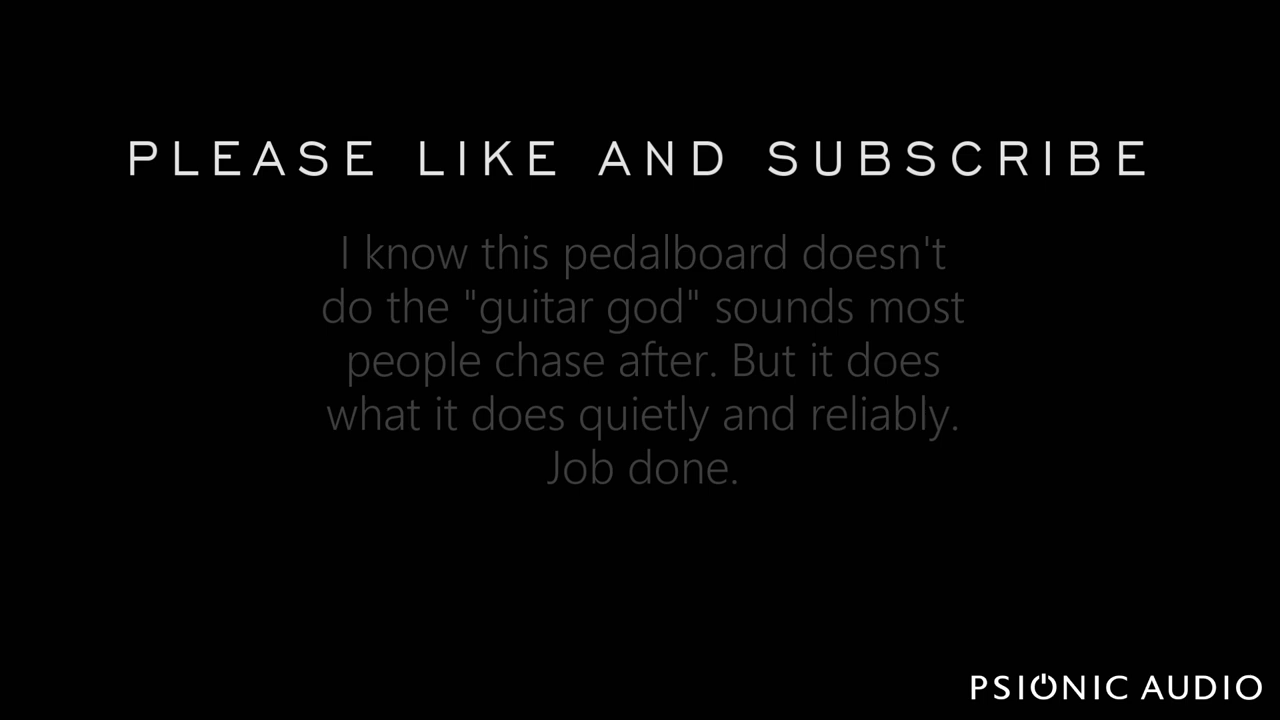 PLEASE LIKE AND SUBSCRIBE
I know this pedalboard doesn't
do the "guitar god" sounds most
people chase after. But it does
what it does quietly and reliably.
Job done.
PSIONIC AUDIO